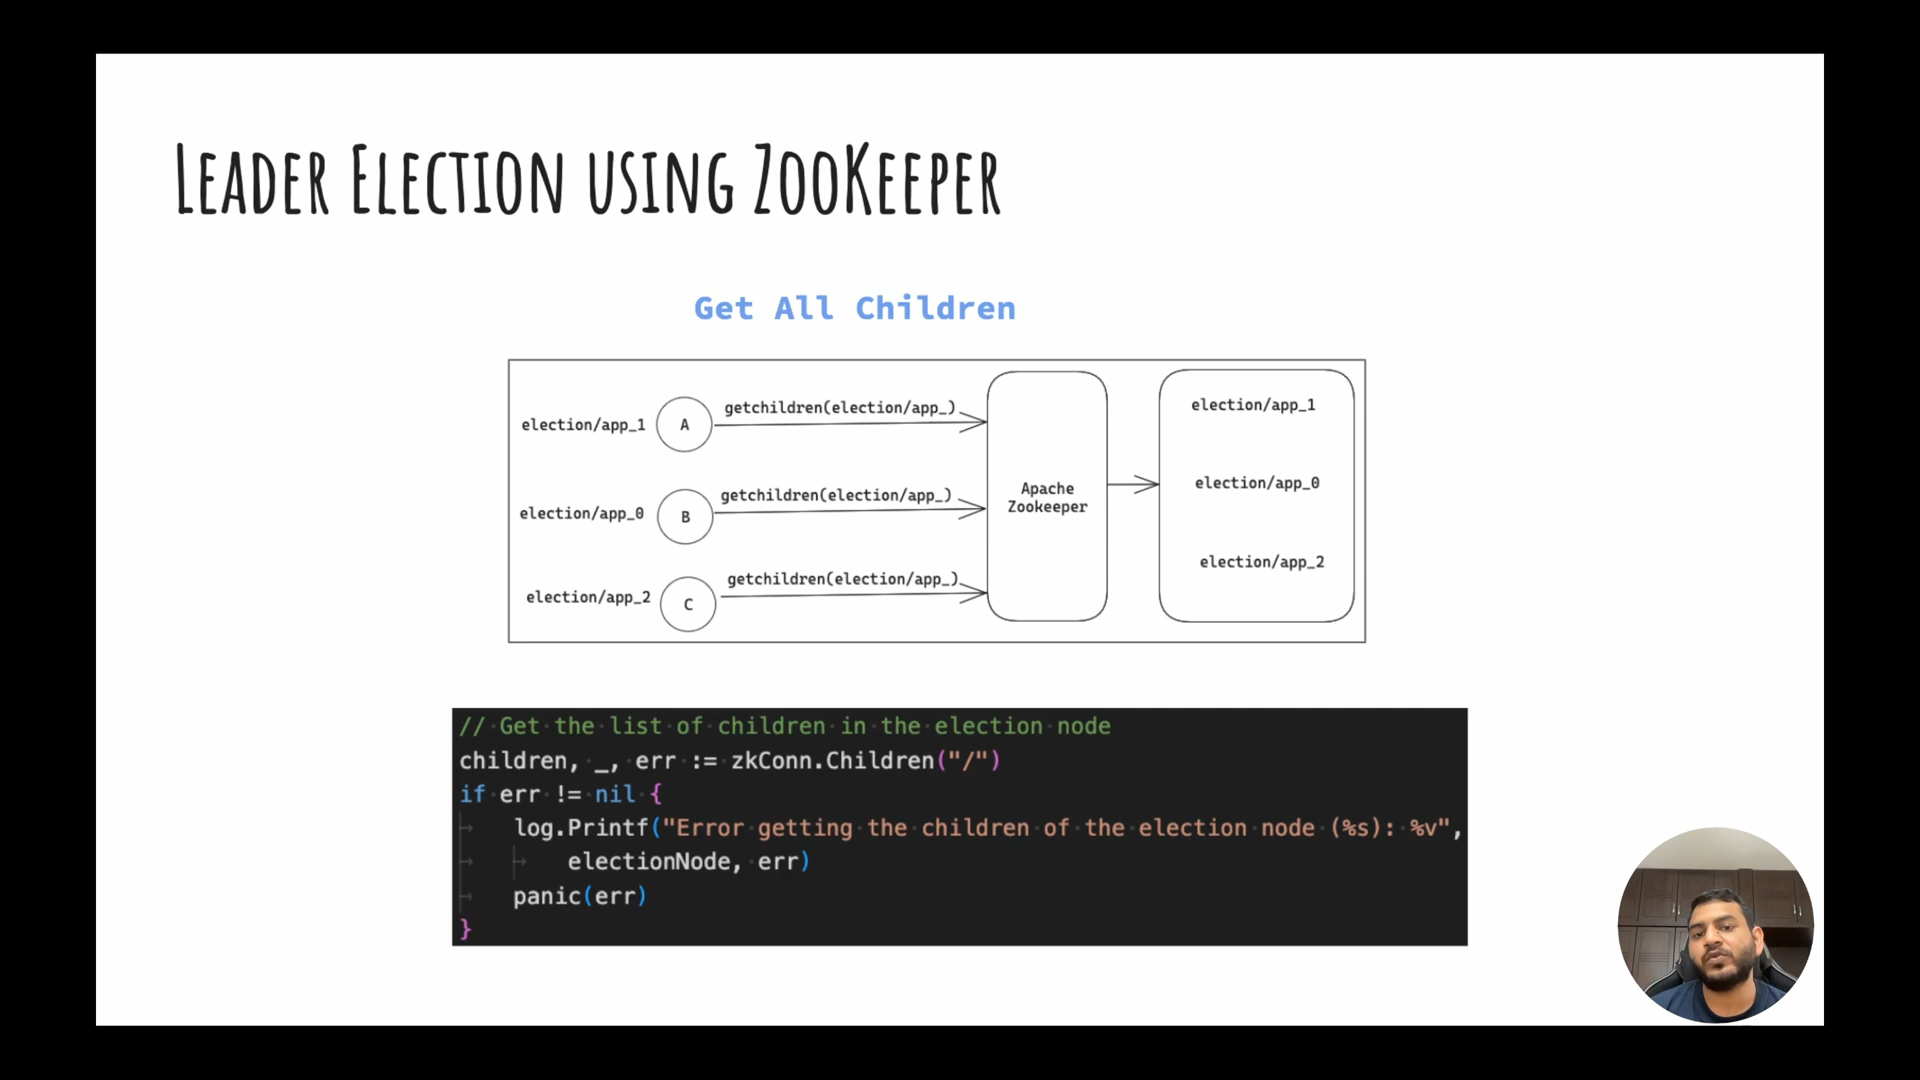 Leader Election using ZooKeeper
Get All Children
election/app_1
A
getchildren(election/app_)
election/app_0
B
getchildren(election/app_)
election/app_2
C
getchildren(election/app_)
Apache
Zookeeper
election/app_1
election/app_0
election/app_2
// Get the list of children in the election node
children, _, err := zkConn.Children("/")
if err != nil {
log.Printf("Error getting the children of the election node (%s): %v",
electionNode, err)
panic(err)
}